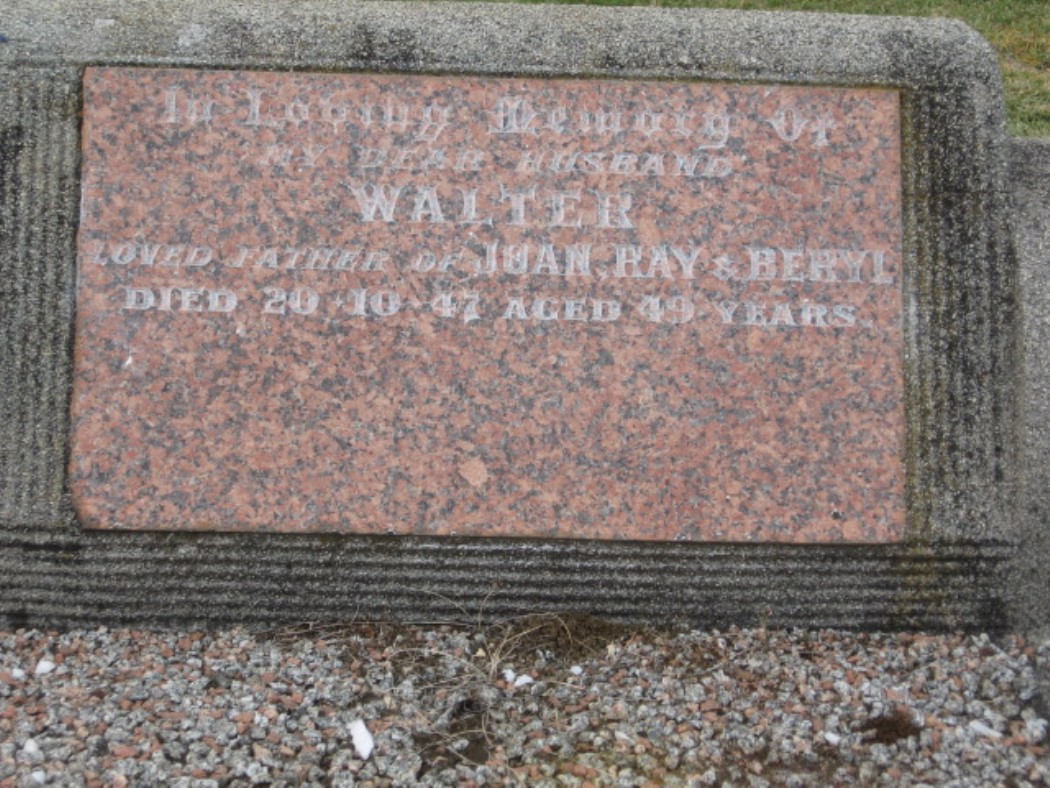 In Loving Memory Of
MY DEAR HUSBAND
WALTER
LOVED FATHER OF JOAN, RAY & BERYL
DIED 20·10·47 AGED 49 YEARS.